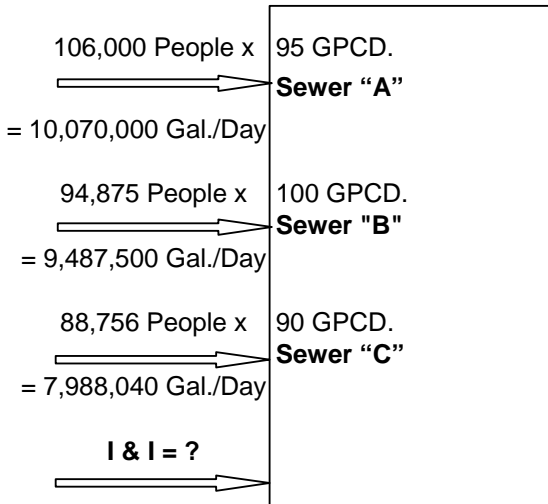 106,000 People x 95 GPCD.
Sewer “A”
= 10,070,000 Gal./Day
94,875 People x 100 GPCD.
Sewer "B"
= 9,487,500 Gal./Day
88,756 People x 90 GPCD.
Sewer “C”
= 7,988,040 Gal./Day
I & I = ?